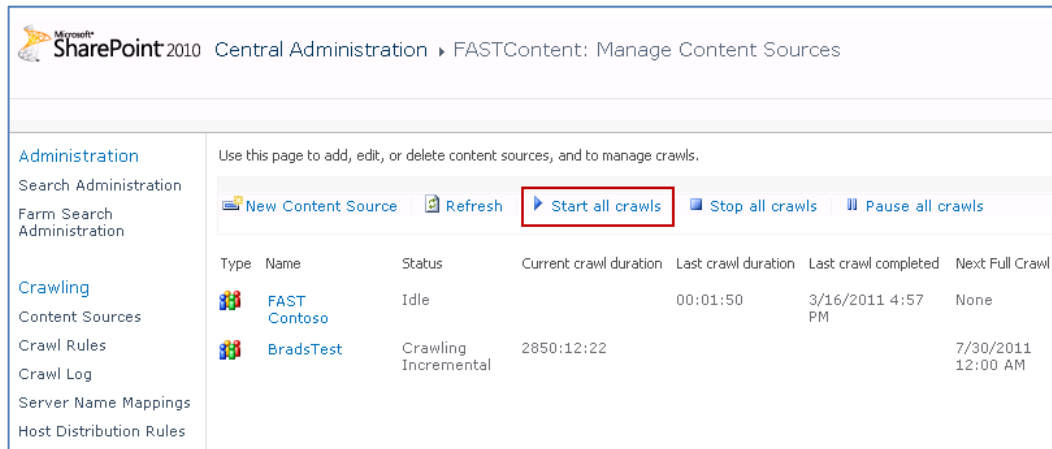 Microsoft®
SharePoint 2010 Central Administration ▸ FASTContent: Manage Content Sources
Administration
Search Administration
Farm Search
Administration
Crawling
Content Sources
Crawl Rules
Crawl Log
Server Name Mappings
Host Distribution Rules
Use this page to add, edit, or delete content sources, and to manage crawls.
New Content Source Refresh Start all crawls Stop all crawls Pause all crawls
Type Name Status Current crawl duration Last crawl duration Last crawl completed Next Full Crawl
FAST Idle 00:01:50 3/16/2011 4:57 None
Contoso PM
BradsTest Crawling 2850:12:22 7/30/2011
Incremental 12:00 AM